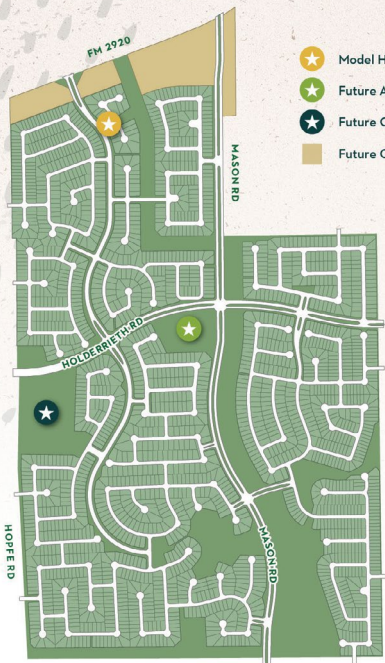 FM 2920
Model H
Future A
Future C
Future C
MASON RD
HOLDERRIETH RD
HOPFE RD
MASON RD